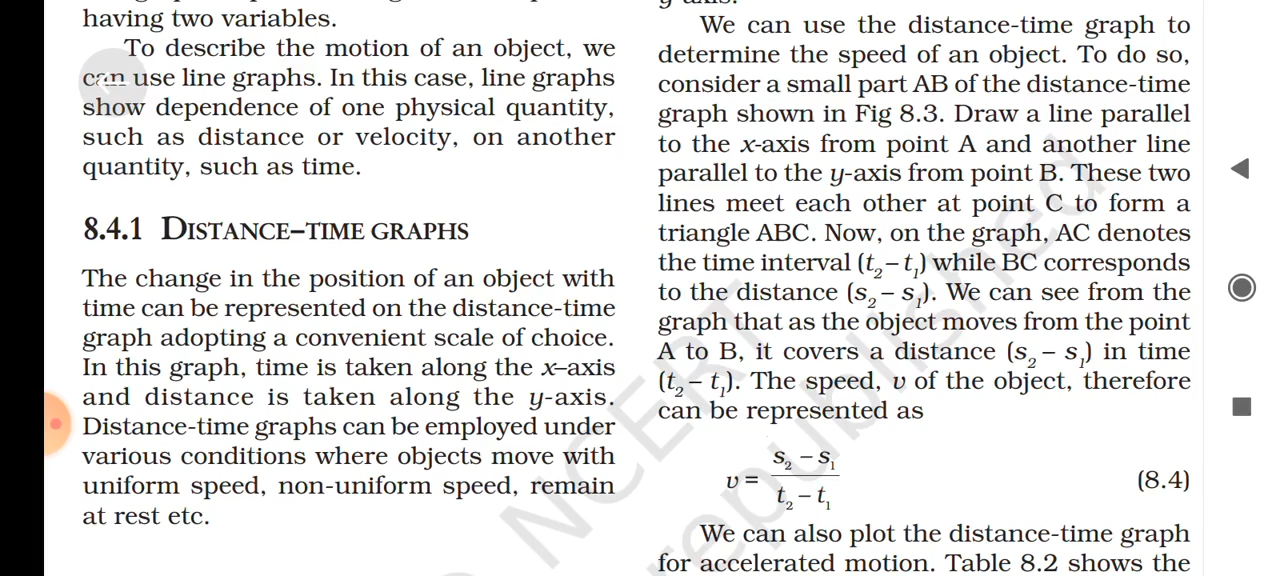 having two variables.
To describe the motion of an object, we
can use line graphs. In this case, line graphs
show dependence of one physical quantity,
such as distance or velocity, on another
quantity, such as time.
8.4.1 DISTANCE–TIME GRAPHS
The change in the position of an object with
time can be represented on the distance-time
graph adopting a convenient scale of choice.
In this graph, time is taken along the x–axis
and distance is taken along the y-axis.
Distance-time graphs can be employed under
various conditions where objects move with
uniform speed, non-uniform speed, remain
at rest etc.
We can use the distance-time graph to
determine the speed of an object. To do so,
consider a small part AB of the distance-time
graph shown in Fig 8.3. Draw a line parallel
to the x-axis from point A and another line
parallel to the y-axis from point B. These two
lines meet each other at point C to form a
triangle ABC. Now, on the graph, AC denotes
the time interval (t₂ – t₁) while BC corresponds
to the distance (s₂ – s₁). We can see from the
graph that as the object moves from the point
A to B, it covers a distance (s₂ – s₁) in time
(t₂ – t₁). The speed, v of the object, therefore
can be represented as
s₂ – s₁
v =
t₂ – t₁
(8.4)
We can also plot the distance-time graph
for accelerated motion. Table 8.2 shows the
NCERT
republished